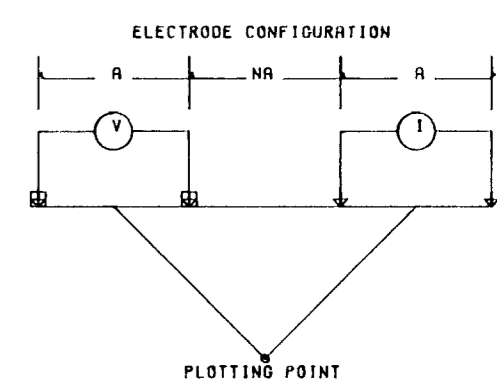 ELECTRODE CONFIGURATION
A NA A
V I
PLOTTING POINT